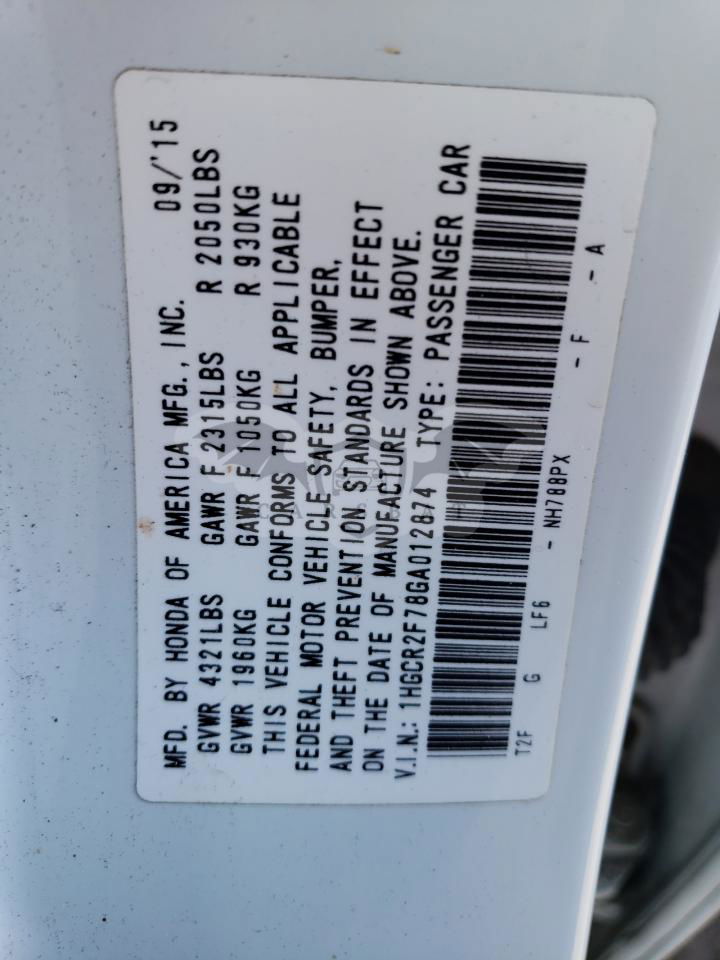 MFD. BY HONDA OF AMERICA MFG., INC. 09/'15
GVWR 4321LBS GAWR F 2315LBS R 2050LBS
GVWR 1960KG GAWR F 1050KG R 930KG
THIS VEHICLE CONFORMS TO ALL APPLICABLE
FEDERAL MOTOR VEHICLE SAFETY, BUMPER,
AND THEFT PREVENTION STANDARDS IN EFFECT
ON THE DATE OF MANUFACTURE SHOWN ABOVE.
V.I.N.: 1HGCR2F78GA012874 TYPE: PASSENGER CAR
T2F G LF6 - NH788PX - F - A